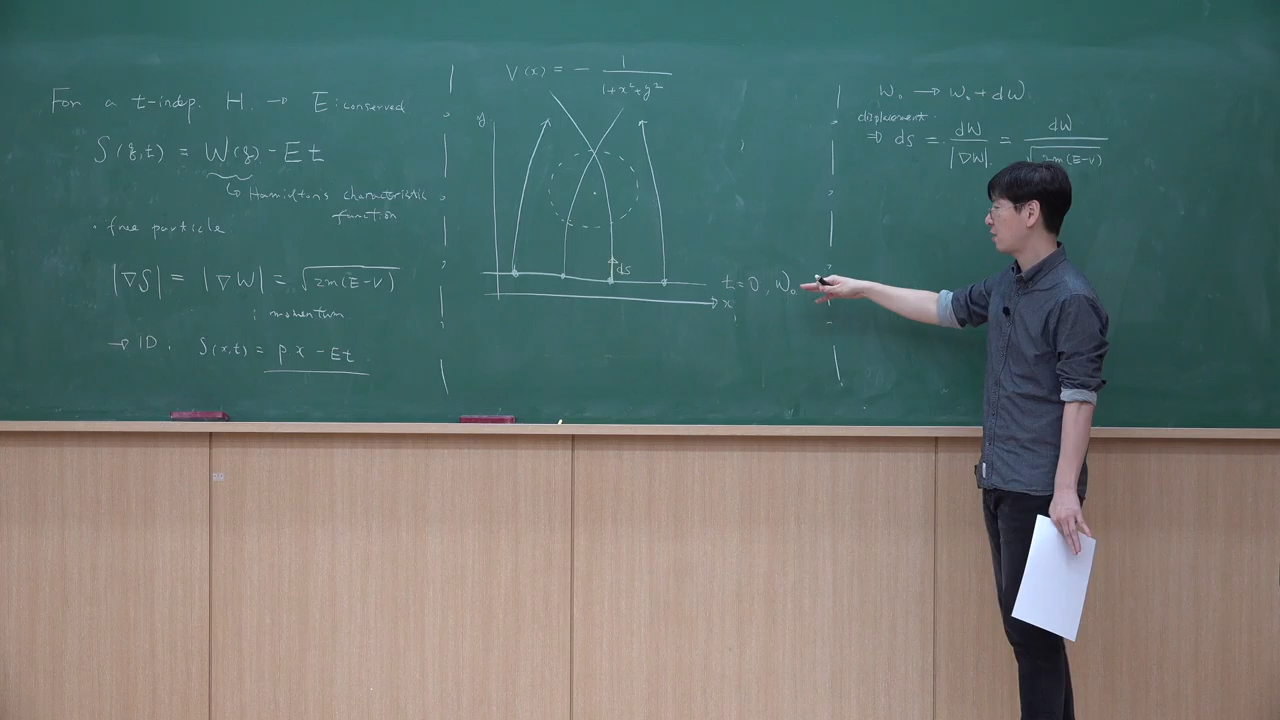 For a t-indep. H. → E : conserved
S(q,t) = W(q) - Et
↳ Hamilton's characteristic function
· free particle
|∇S| = |∇W| = √(2m(E-V))
: momentum
→ 1D. S(x,t) = px - Et
V(x) = - 1/(1+x²+y²)
y
ds
t=0, W₀
x
W₀ → W₀ + dW
displacement
⇒ ds = dW/|∇W| = dW/√(2m(E-V))